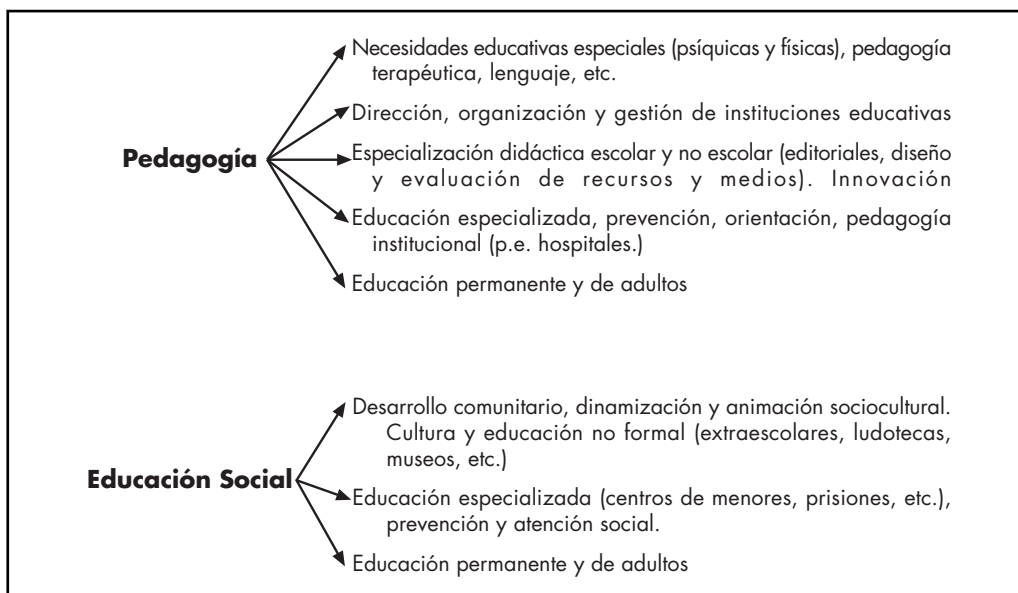 Necesidades educativas especiales (psíquicas y físicas), pedagogía
terapéutica, lenguaje, etc.
Dirección, organización y gestión de instituciones educativas
Pedagogía
Especialización didáctica escolar y no escolar (editoriales, diseño
y evaluación de recursos y medios). Innovación
Educación especializada, prevención, orientación, pedagogía
institucional (p.e. hospitales.)
Educación permanente y de adultos
Desarrollo comunitario, dinamización y animación sociocultural.
Cultura y educación no formal (extraescolares, ludotecas,
museos, etc.)
Educación Social
Educación especializada (centros de menores, prisiones, etc.),
prevención y atención social.
Educación permanente y de adultos